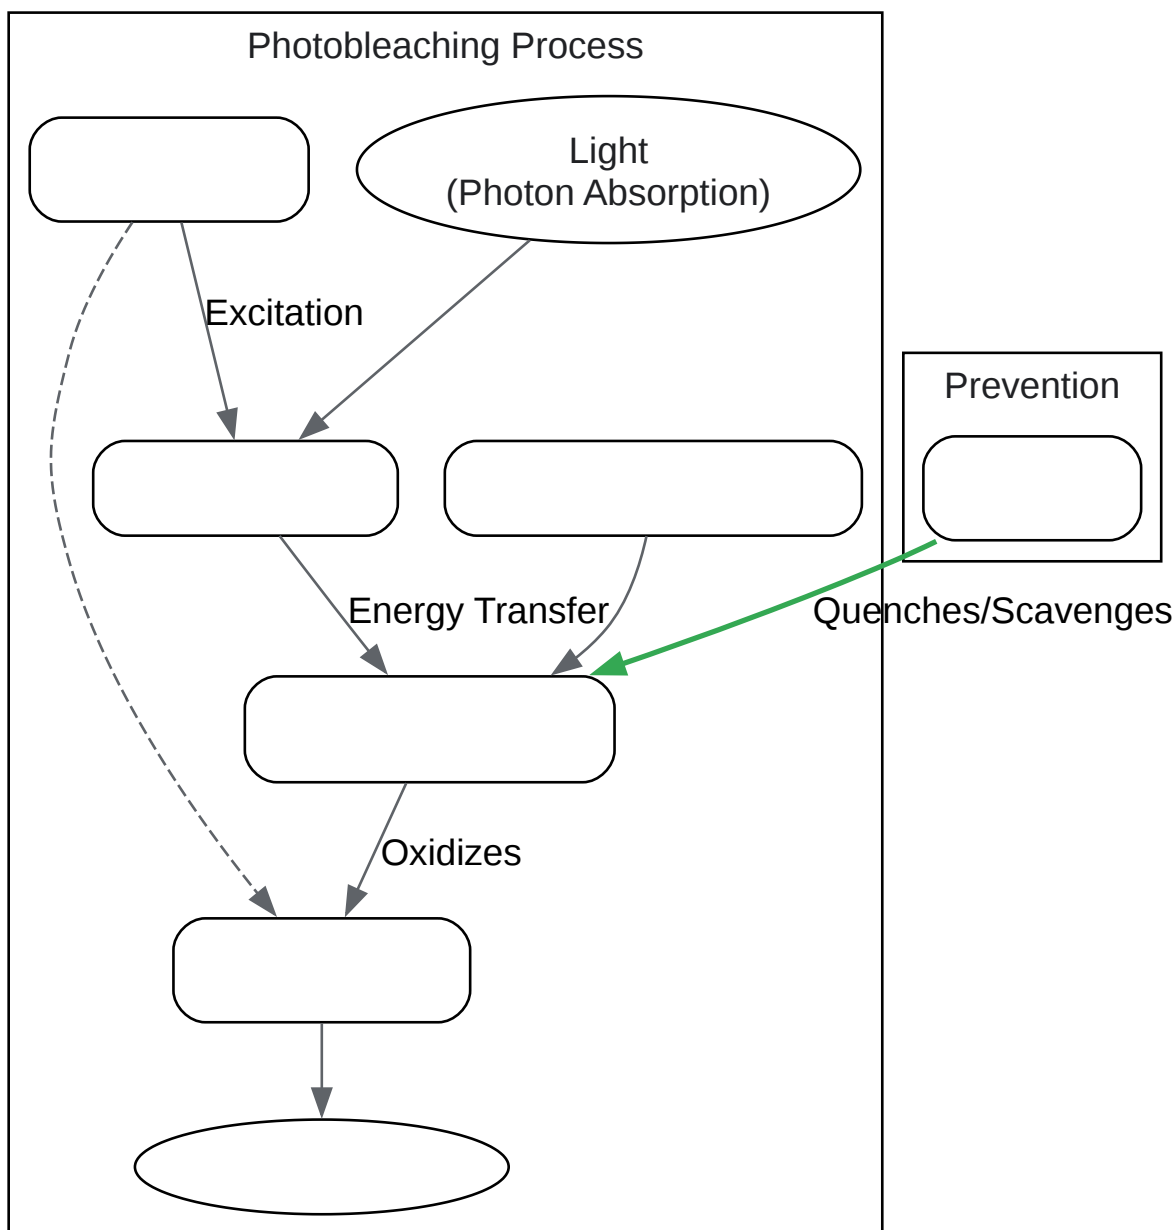 Photobleaching Process
Light
(Photon Absorption)
Excitation
Prevention
Energy Transfer
Quenches/Scavenges
Oxidizes